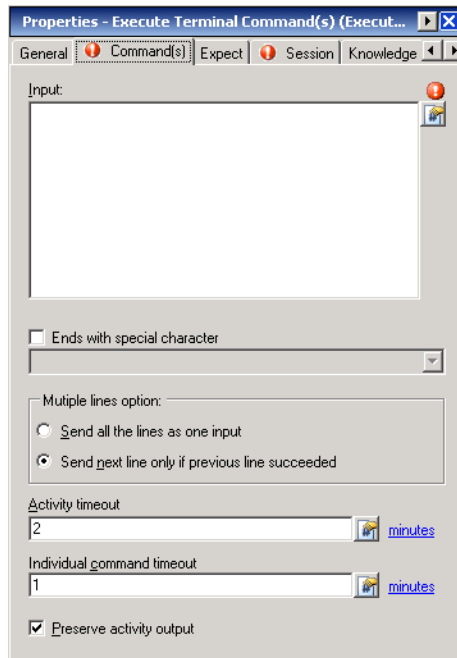 Properties - Execute Terminal Command(s) (Execut...
General Command(s) Expect Session Knowledge
Input:
Ends with special character
Mutiple lines option:
Send all the lines as one input
Send next line only if previous line succeeded
Activity timeout
2 minutes
Individual command timeout
1 minutes
Preserve activity output